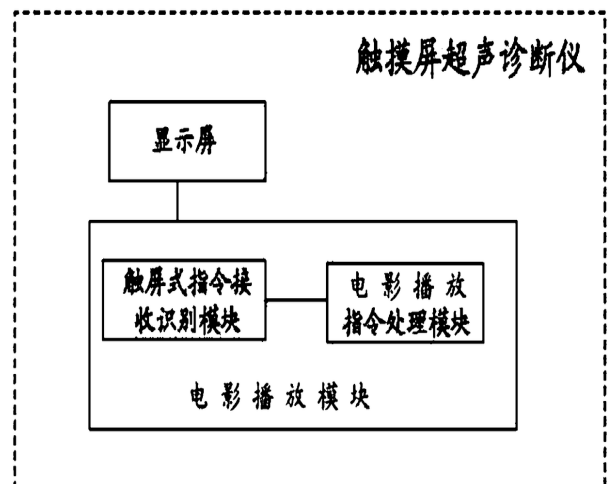 触摸屏超声诊断仪
显示屏
触屏式指令接
收识别模块
电影播放
指令处理模块
电影播放模块